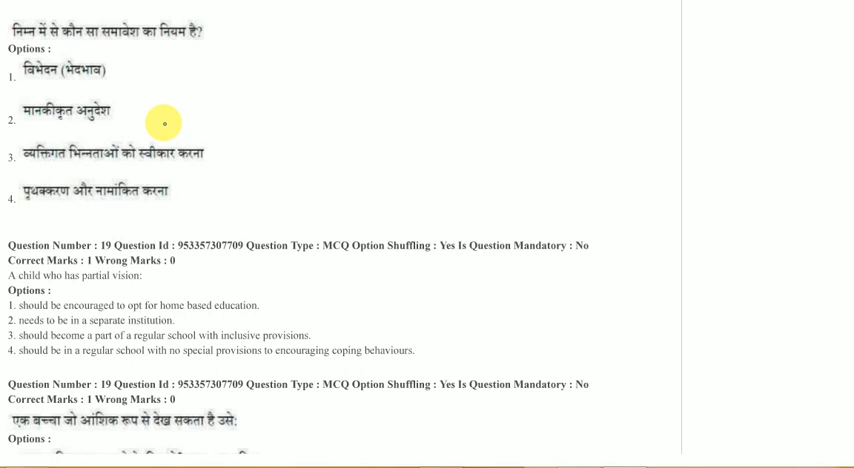 निम्न में से कौन सा समावेश का नियम है?
Options :
1. विभेदन (भेदभाव)
2. मानकीकृत अनुदेश
3. व्यक्तिगत भिन्नताओं को स्वीकार करना
4. पृथक्करण और नामांकित करना
Question Number : 19 Question Id : 953357307709 Question Type : MCQ Option Shuffling : Yes Is Question Mandatory : No
Correct Marks : 1 Wrong Marks : 0
A child who has partial vision:
Options :
1. should be encouraged to opt for home based education.
2. needs to be in a separate institution.
3. should become a part of a regular school with inclusive provisions.
4. should be in a regular school with no special provisions to encouraging coping behaviours.
Question Number : 19 Question Id : 953357307709 Question Type : MCQ Option Shuffling : Yes Is Question Mandatory : No
Correct Marks : 1 Wrong Marks : 0
एक बच्चा जो आंशिक रूप से देख सकता है उसे:
Options :